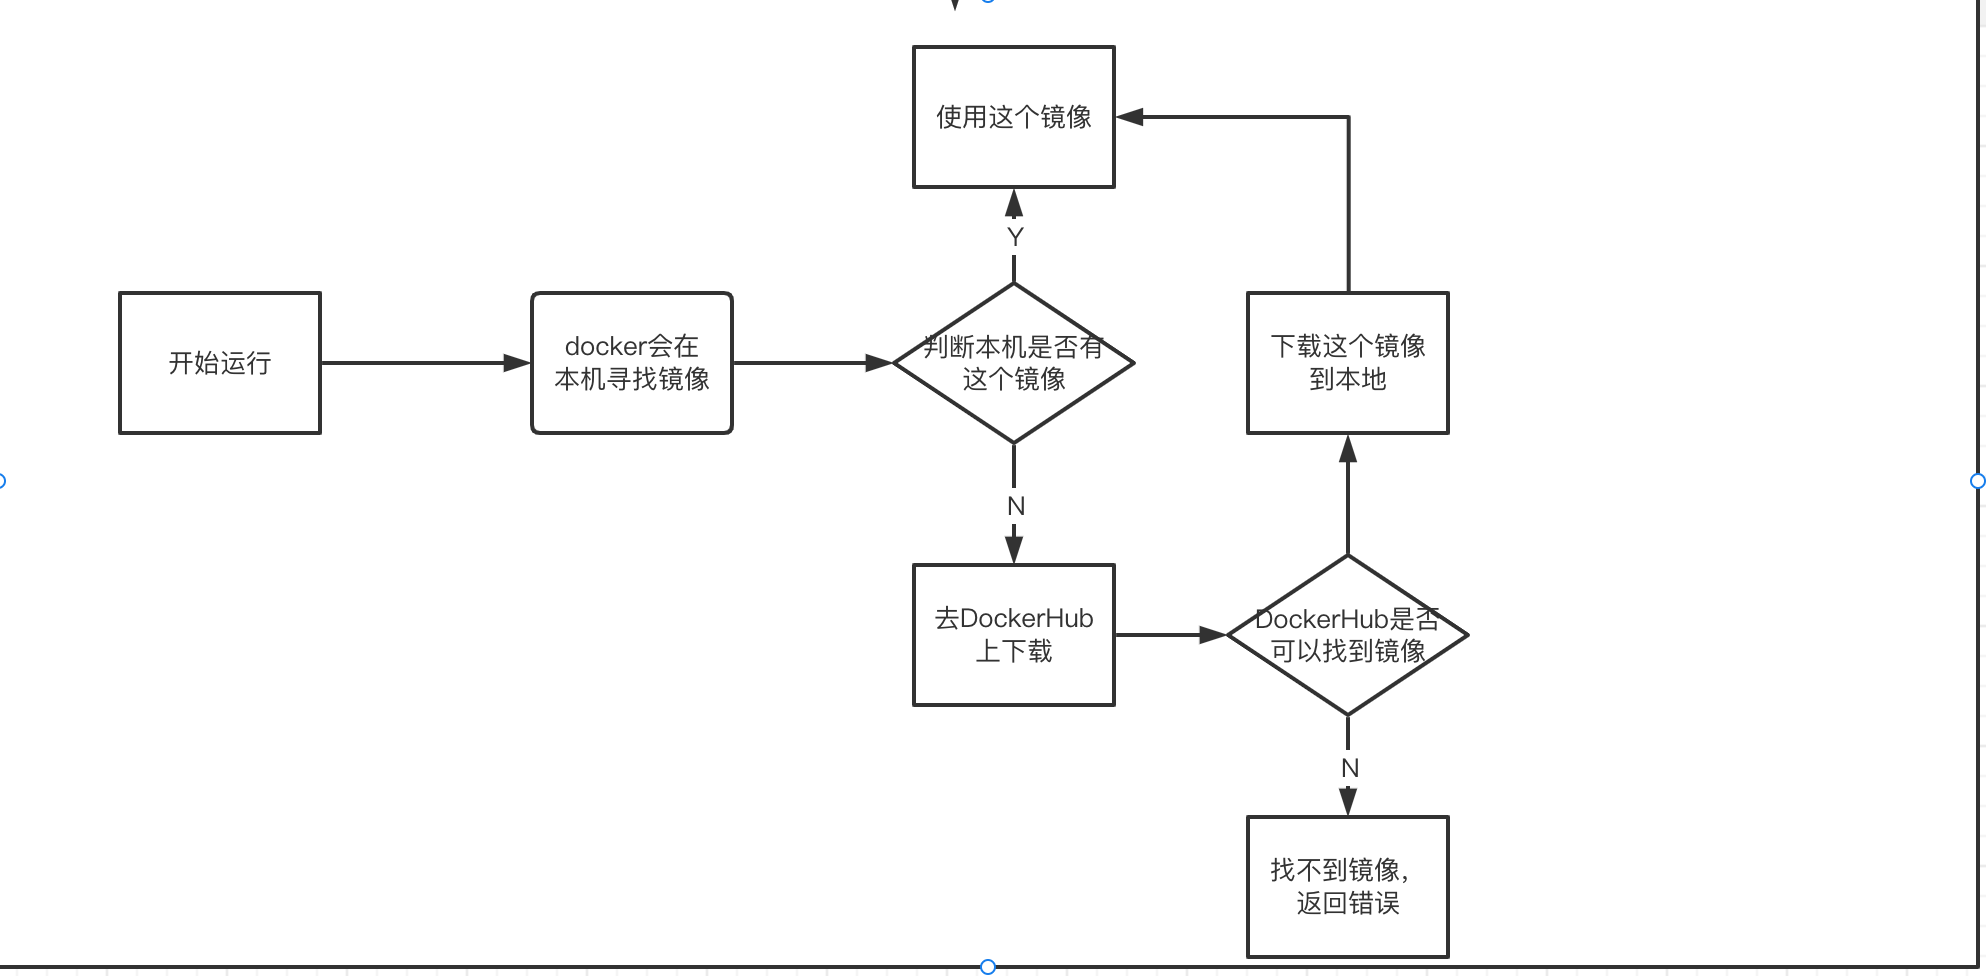 使用这个镜像
Y
开始运行
docker会在
本机寻找镜像
判断本机是否有
这个镜像
下载这个镜像
到本地
N
去DockerHub
上下载
DockerHub是否
可以找到镜像
N
找不到镜像，
返回错误